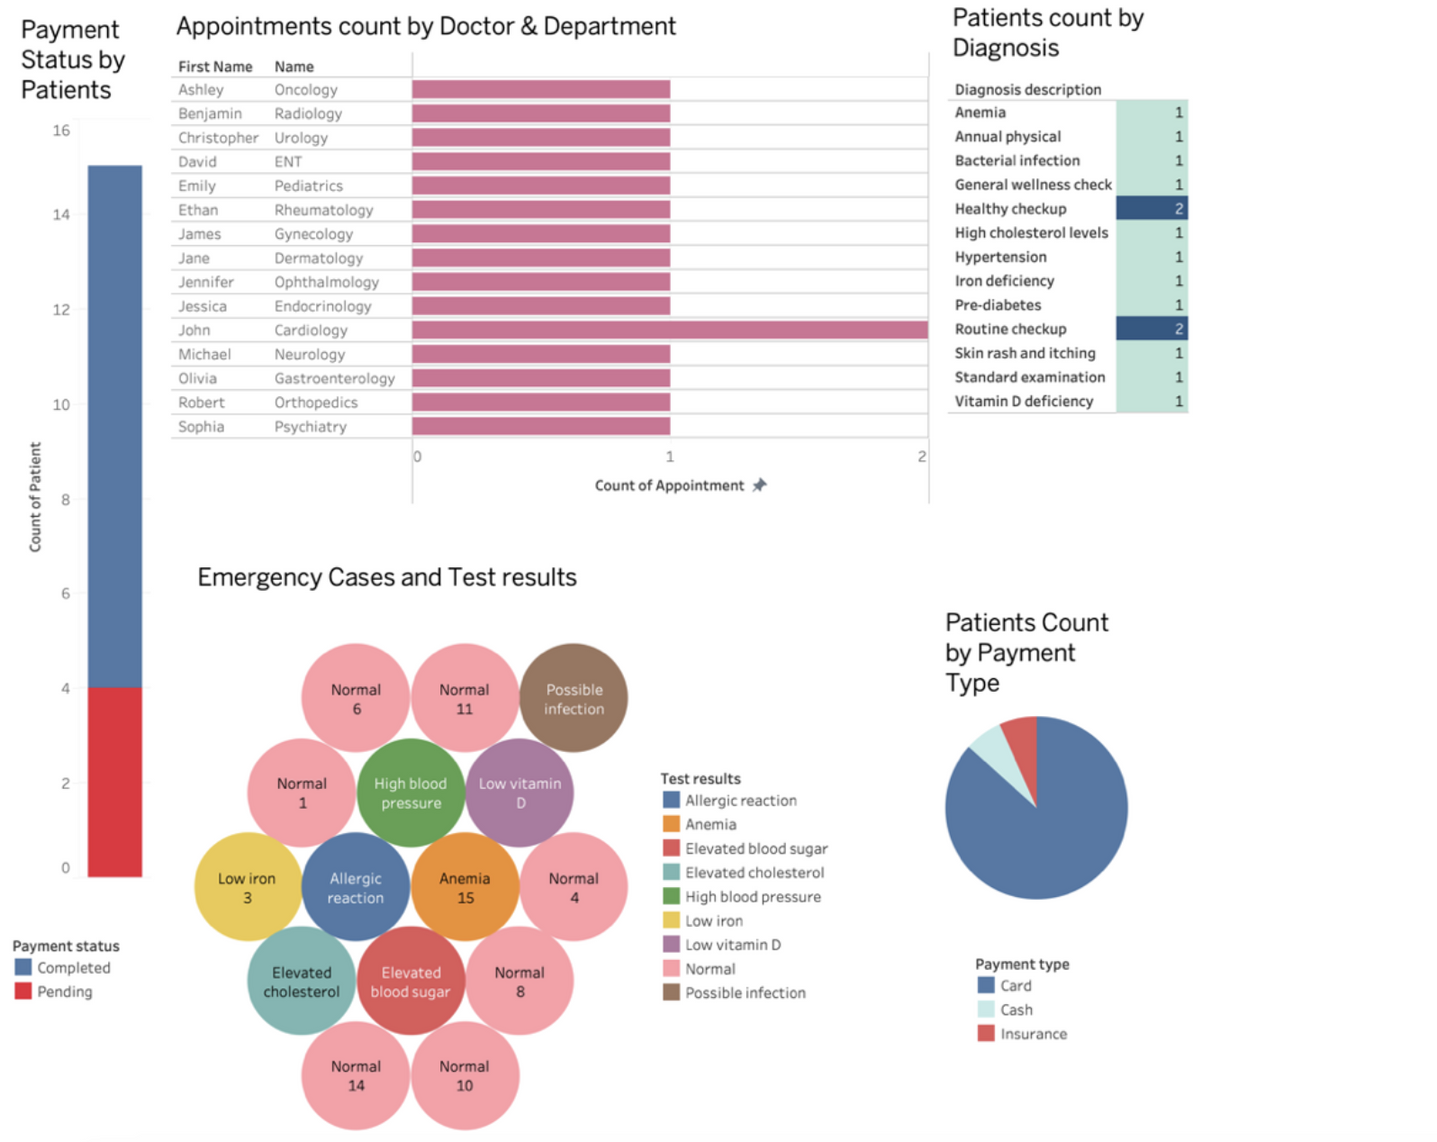 Payment
Status by
Patients
16
14
12
10
8
6
4
2
0
Count of Patient
Payment status
Completed
Pending
Appointments count by Doctor & Department
First Name Name
Ashley Oncology
Benjamin Radiology
Christopher Urology
David ENT
Emily Pediatrics
Ethan Rheumatology
James Gynecology
Jane Dermatology
Jennifer Ophthalmology
Jessica Endocrinology
John Cardiology
Michael Neurology
Olivia Gastroenterology
Robert Orthopedics
Sophia Psychiatry
0 1 2
Count of Appointment
Patients count by
Diagnosis
Diagnosis description
Anemia 1
Annual physical 1
Bacterial infection 1
General wellness check 1
Healthy checkup 2
High cholesterol levels 1
Hypertension 1
Iron deficiency 1
Pre-diabetes 1
Routine checkup 2
Skin rash and itching 1
Standard examination 1
Vitamin D deficiency 1
Emergency Cases and Test results
Normal
6
Normal
11
Possible
infection
Normal
1
High blood
pressure
Low vitamin
D
Low iron
3
Allergic
reaction
Anemia
15
Normal
4
Elevated
cholesterol
Elevated
blood sugar
Normal
8
Normal
14
Normal
10
Test results
Allergic reaction
Anemia
Elevated blood sugar
Elevated cholesterol
High blood pressure
Low iron
Low vitamin D
Normal
Possible infection
Patients Count
by Payment
Type
Payment type
Card
Cash
Insurance